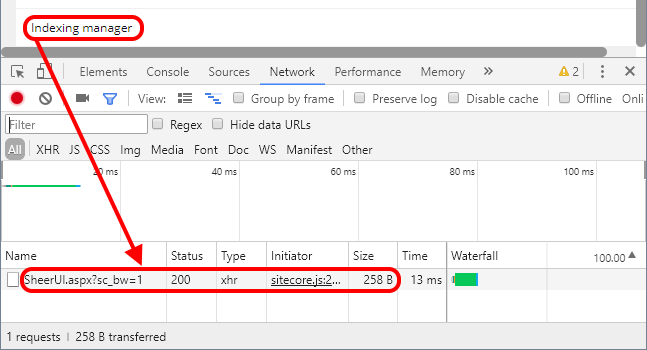 Indexing manager
Elements Console Sources Network Performance Memory » 2
View: Group by frame Preserve log Disable cache Offline Onli
Filter Regex Hide data URLs
All XHR JS CSS Img Media Font Doc WS Manifest Other
20 ms 40 ms 60 ms 80 ms 100 ms
Name Status Type Initiator Size Time Waterfall 100.00
SheerUI.aspx?sc_bw=1 200 xhr sitecore.js:2... 258 B 13 ms
1 requests | 258 B transferred